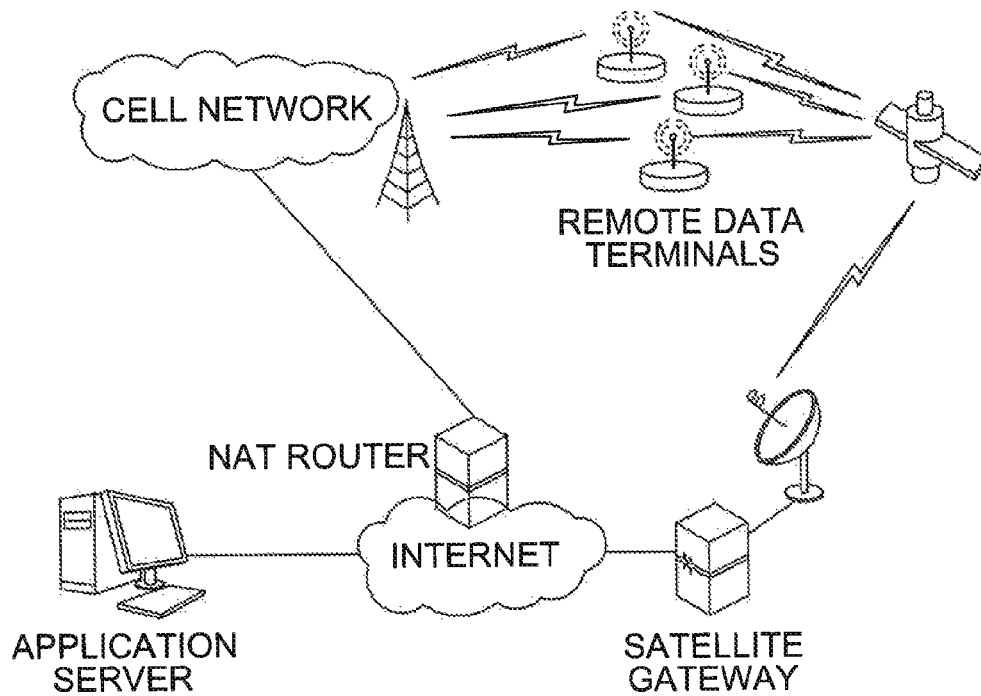 CELL NETWORK
REMOTE DATA
TERMINALS
NAT ROUTER
INTERNET
APPLICATION
SERVER
SATELLITE
GATEWAY